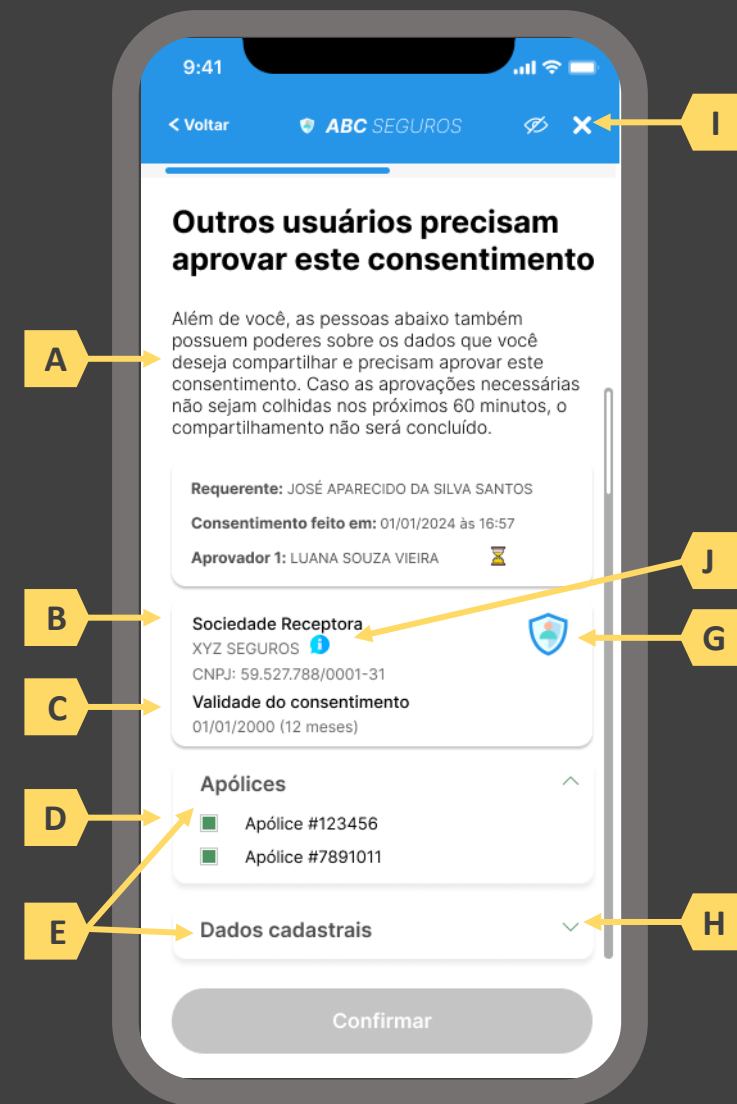 9:41
< Voltar
ABC SEGUROS
I
Outros usuários precisam
aprovar este consentimento
Além de você, as pessoas abaixo também
possuem poderes sobre os dados que você
deseja compartilhar e precisam aprovar este
consentimento. Caso as aprovações necessárias
não sejam colhidas nos próximos 60 minutos, o
compartilhamento não será concluído.
A
Requerente: JOSÉ APARECIDO DA SILVA SANTOS
Consentimento feito em: 01/01/2024 às 16:57
Aprovador 1: LUANA SOUZA VIEIRA
J
B
Sociedade Receptora
XYZ SEGUROS
G
CNPJ: 59.527.788/0001-31
C
Validade do consentimento
01/01/2000 (12 meses)
Apólices
D
Apólice #123456
Apólice #7891011
E
Dados cadastrais
H
Confirmar